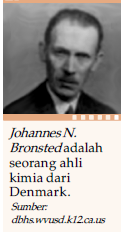 Johannes N.
Bronsted adalah
seorang ahli
kimia dari
Denmark.
Sumber:
dbhs.wvusd.k12.ca.us